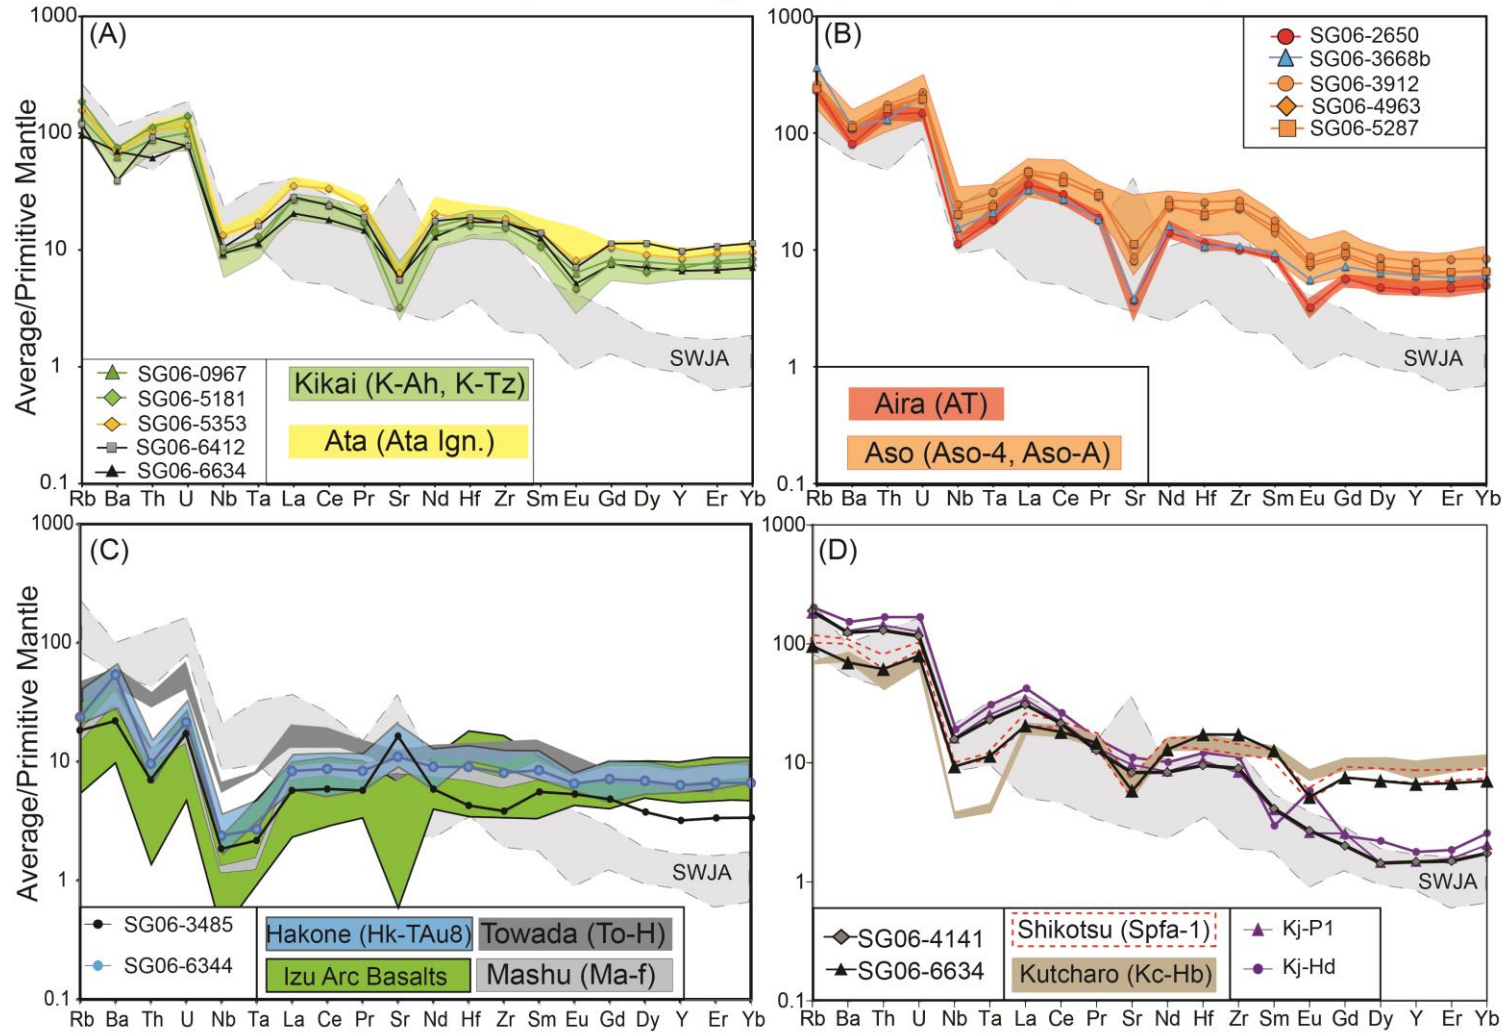 (A)
Average/Primitive Mantle
1000
100
10
1
0.1
SWJA
SG06-0967
SG06-5181
SG06-5353
SG06-6412
SG06-6634
Kikai (K-Ah, K-Tz)
Ata (Ata Ign.)
Rb Ba Th U Nb Ta La Ce Pr Sr Nd Hf Zr Sm Eu Gd Dy Y Er Yb
(B)
1000
100
10
1
0.1
SG06-2650
SG06-3668b
SG06-3912
SG06-4963
SG06-5287
SWJA
Aira (AT)
Aso (Aso-4, Aso-A)
Rb Ba Th U Nb Ta La Ce Pr Sr Nd Hf Zr Sm Eu Gd Dy Y Er Yb
(C)
Average/Primitive Mantle
1000
100
10
1
0.1
SWJA
SG06-3485
SG06-6344
Hakone (Hk-TAu8)
Towada (To-H)
Izu Arc Basalts
Mashu (Ma-f)
Rb Ba Th U Nb Ta La Ce Pr Sr Nd Hf Zr Sm Eu Gd Dy Y Er Yb
(D)
1000
100
10
1
0.1
SWJA
SG06-4141
SG06-6634
Shikotsu (Spfa-1)
Kutcharo (Kc-Hb)
Kj-P1
Kj-Hd
Rb Ba Th U Nb Ta La Ce Pr Sr Nd Hf Zr Sm Eu Gd Dy Y Er Yb